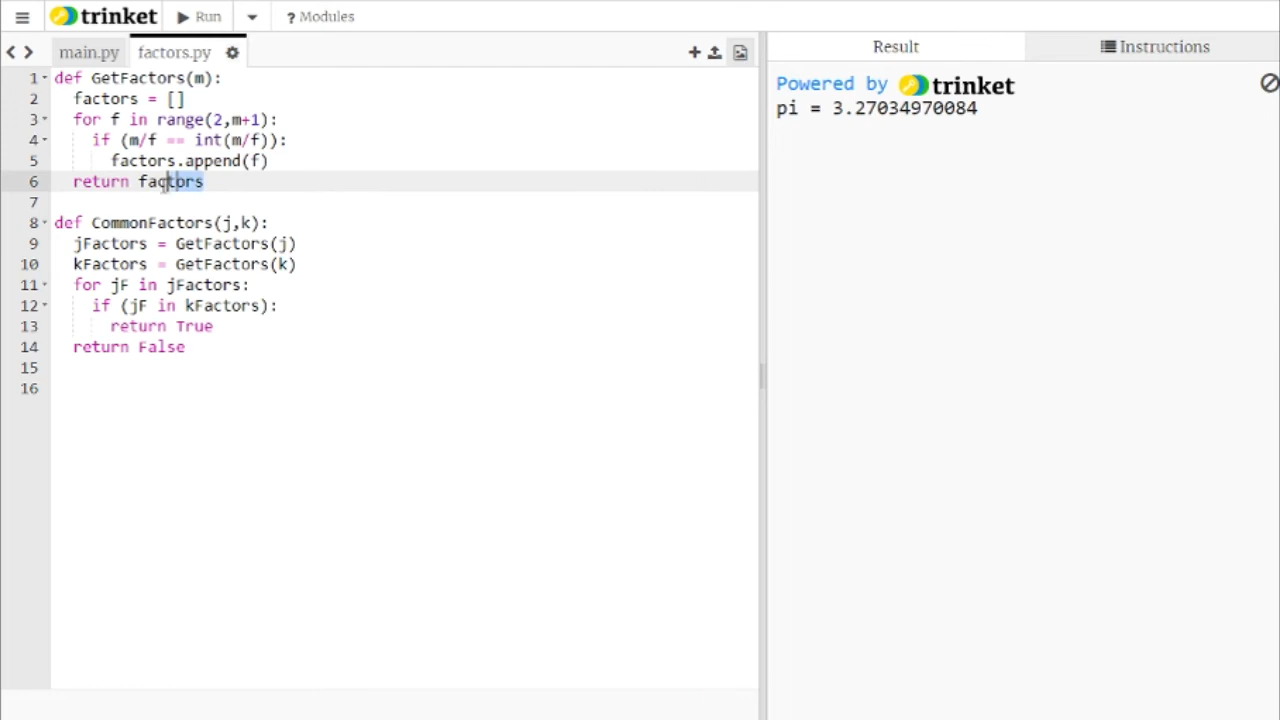 trinket Run ? Modules
main.py factors.py
Result Instructions
1 def GetFactors(m):
2 factors = []
3 for f in range(2,m+1):
4 if (m/f == int(m/f)):
5 factors.append(f)
6 return factors
7
8 def CommonFactors(j,k):
9 jFactors = GetFactors(j)
10 kFactors = GetFactors(k)
11 for jF in jFactors:
12 if (jF in kFactors):
13 return True
14 return False
15
16
Powered by trinket
pi = 3.27034970084